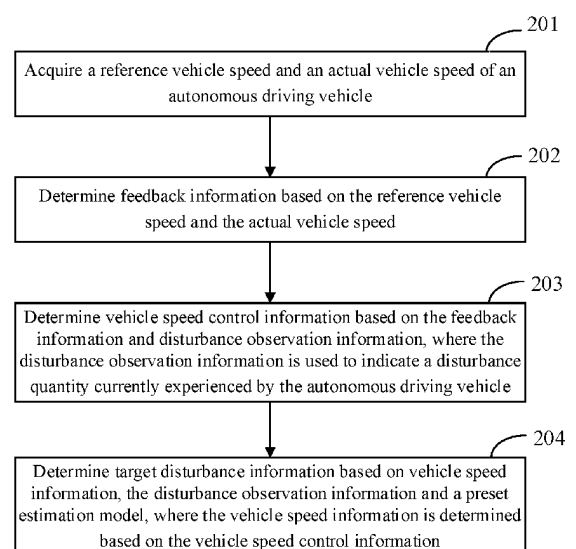 201
Acquire a reference vehicle speed and an actual vehicle speed of an
autonomous driving vehicle
202
Determine feedback information based on the reference vehicle
speed and the actual vehicle speed
203
Determine vehicle speed control information based on the feedback
information and disturbance observation information, where the
disturbance observation information is used to indicate a disturbance
quantity currently experienced by the autonomous driving vehicle
204
Determine target disturbance information based on vehicle speed
information, the disturbance observation information and a preset
estimation model, where the vehicle speed information is determined
based on the vehicle speed control information